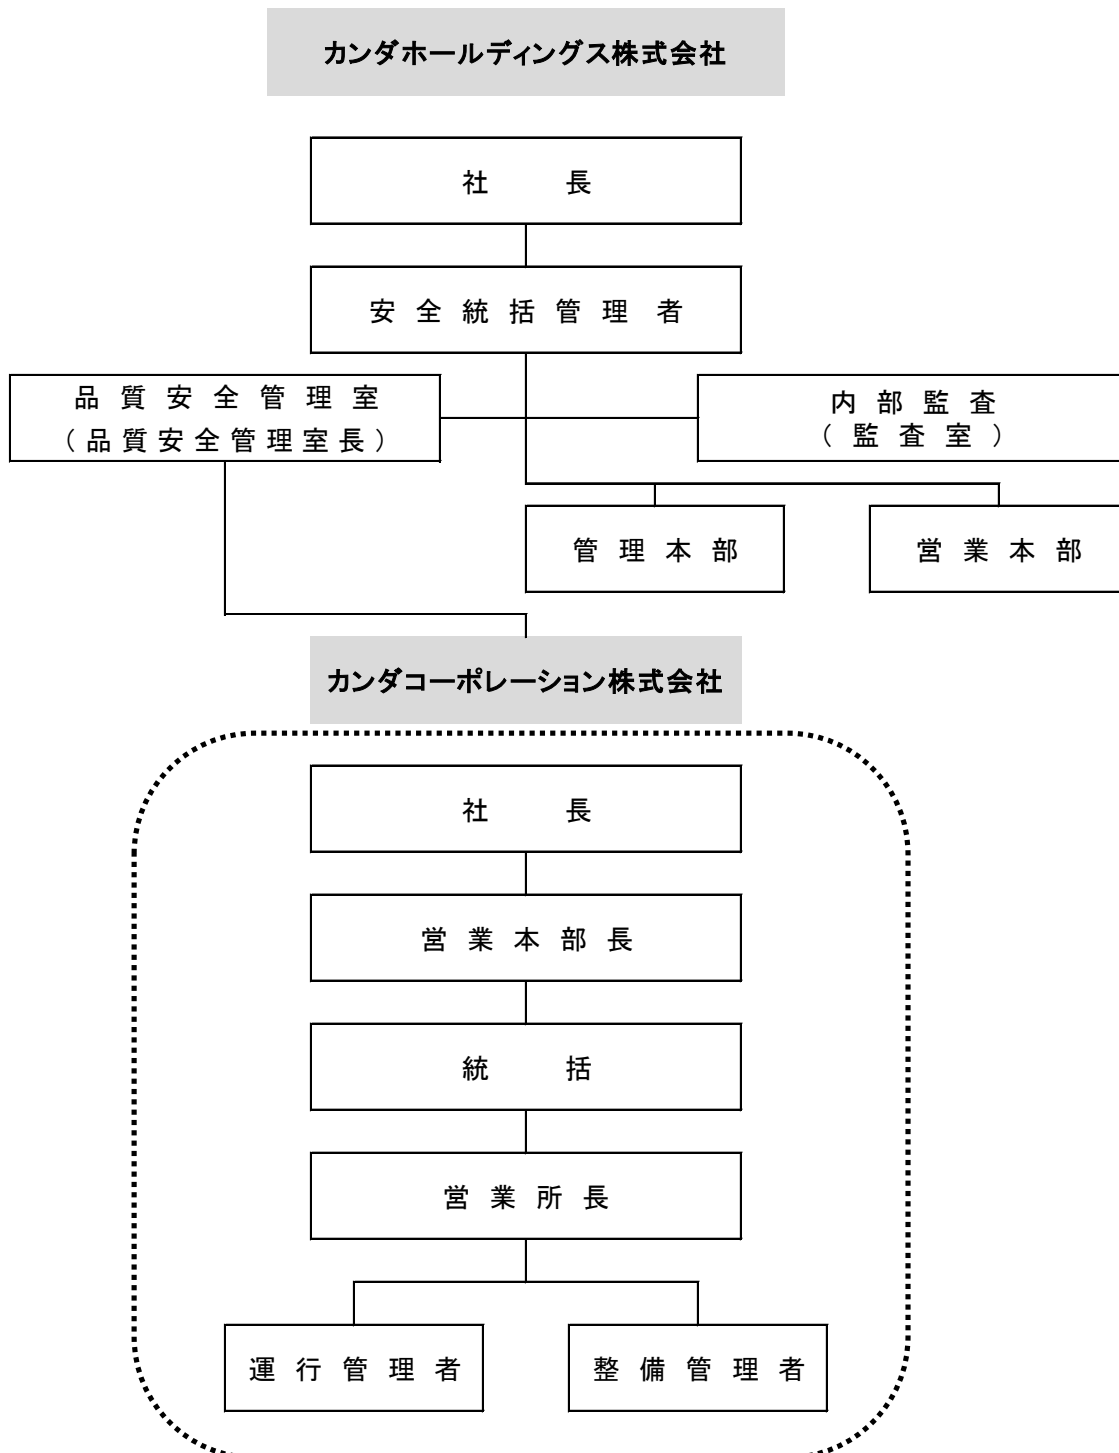 カンダホールディングス株式会社
社長
安全統括管理者
品質安全管理室
(品質安全管理室長)
内部監査
(監査室)
管理本部
営業本部
カンダコーポレーション株式会社
社長
営業本部長
統括
営業所長
運行管理者
整備管理者